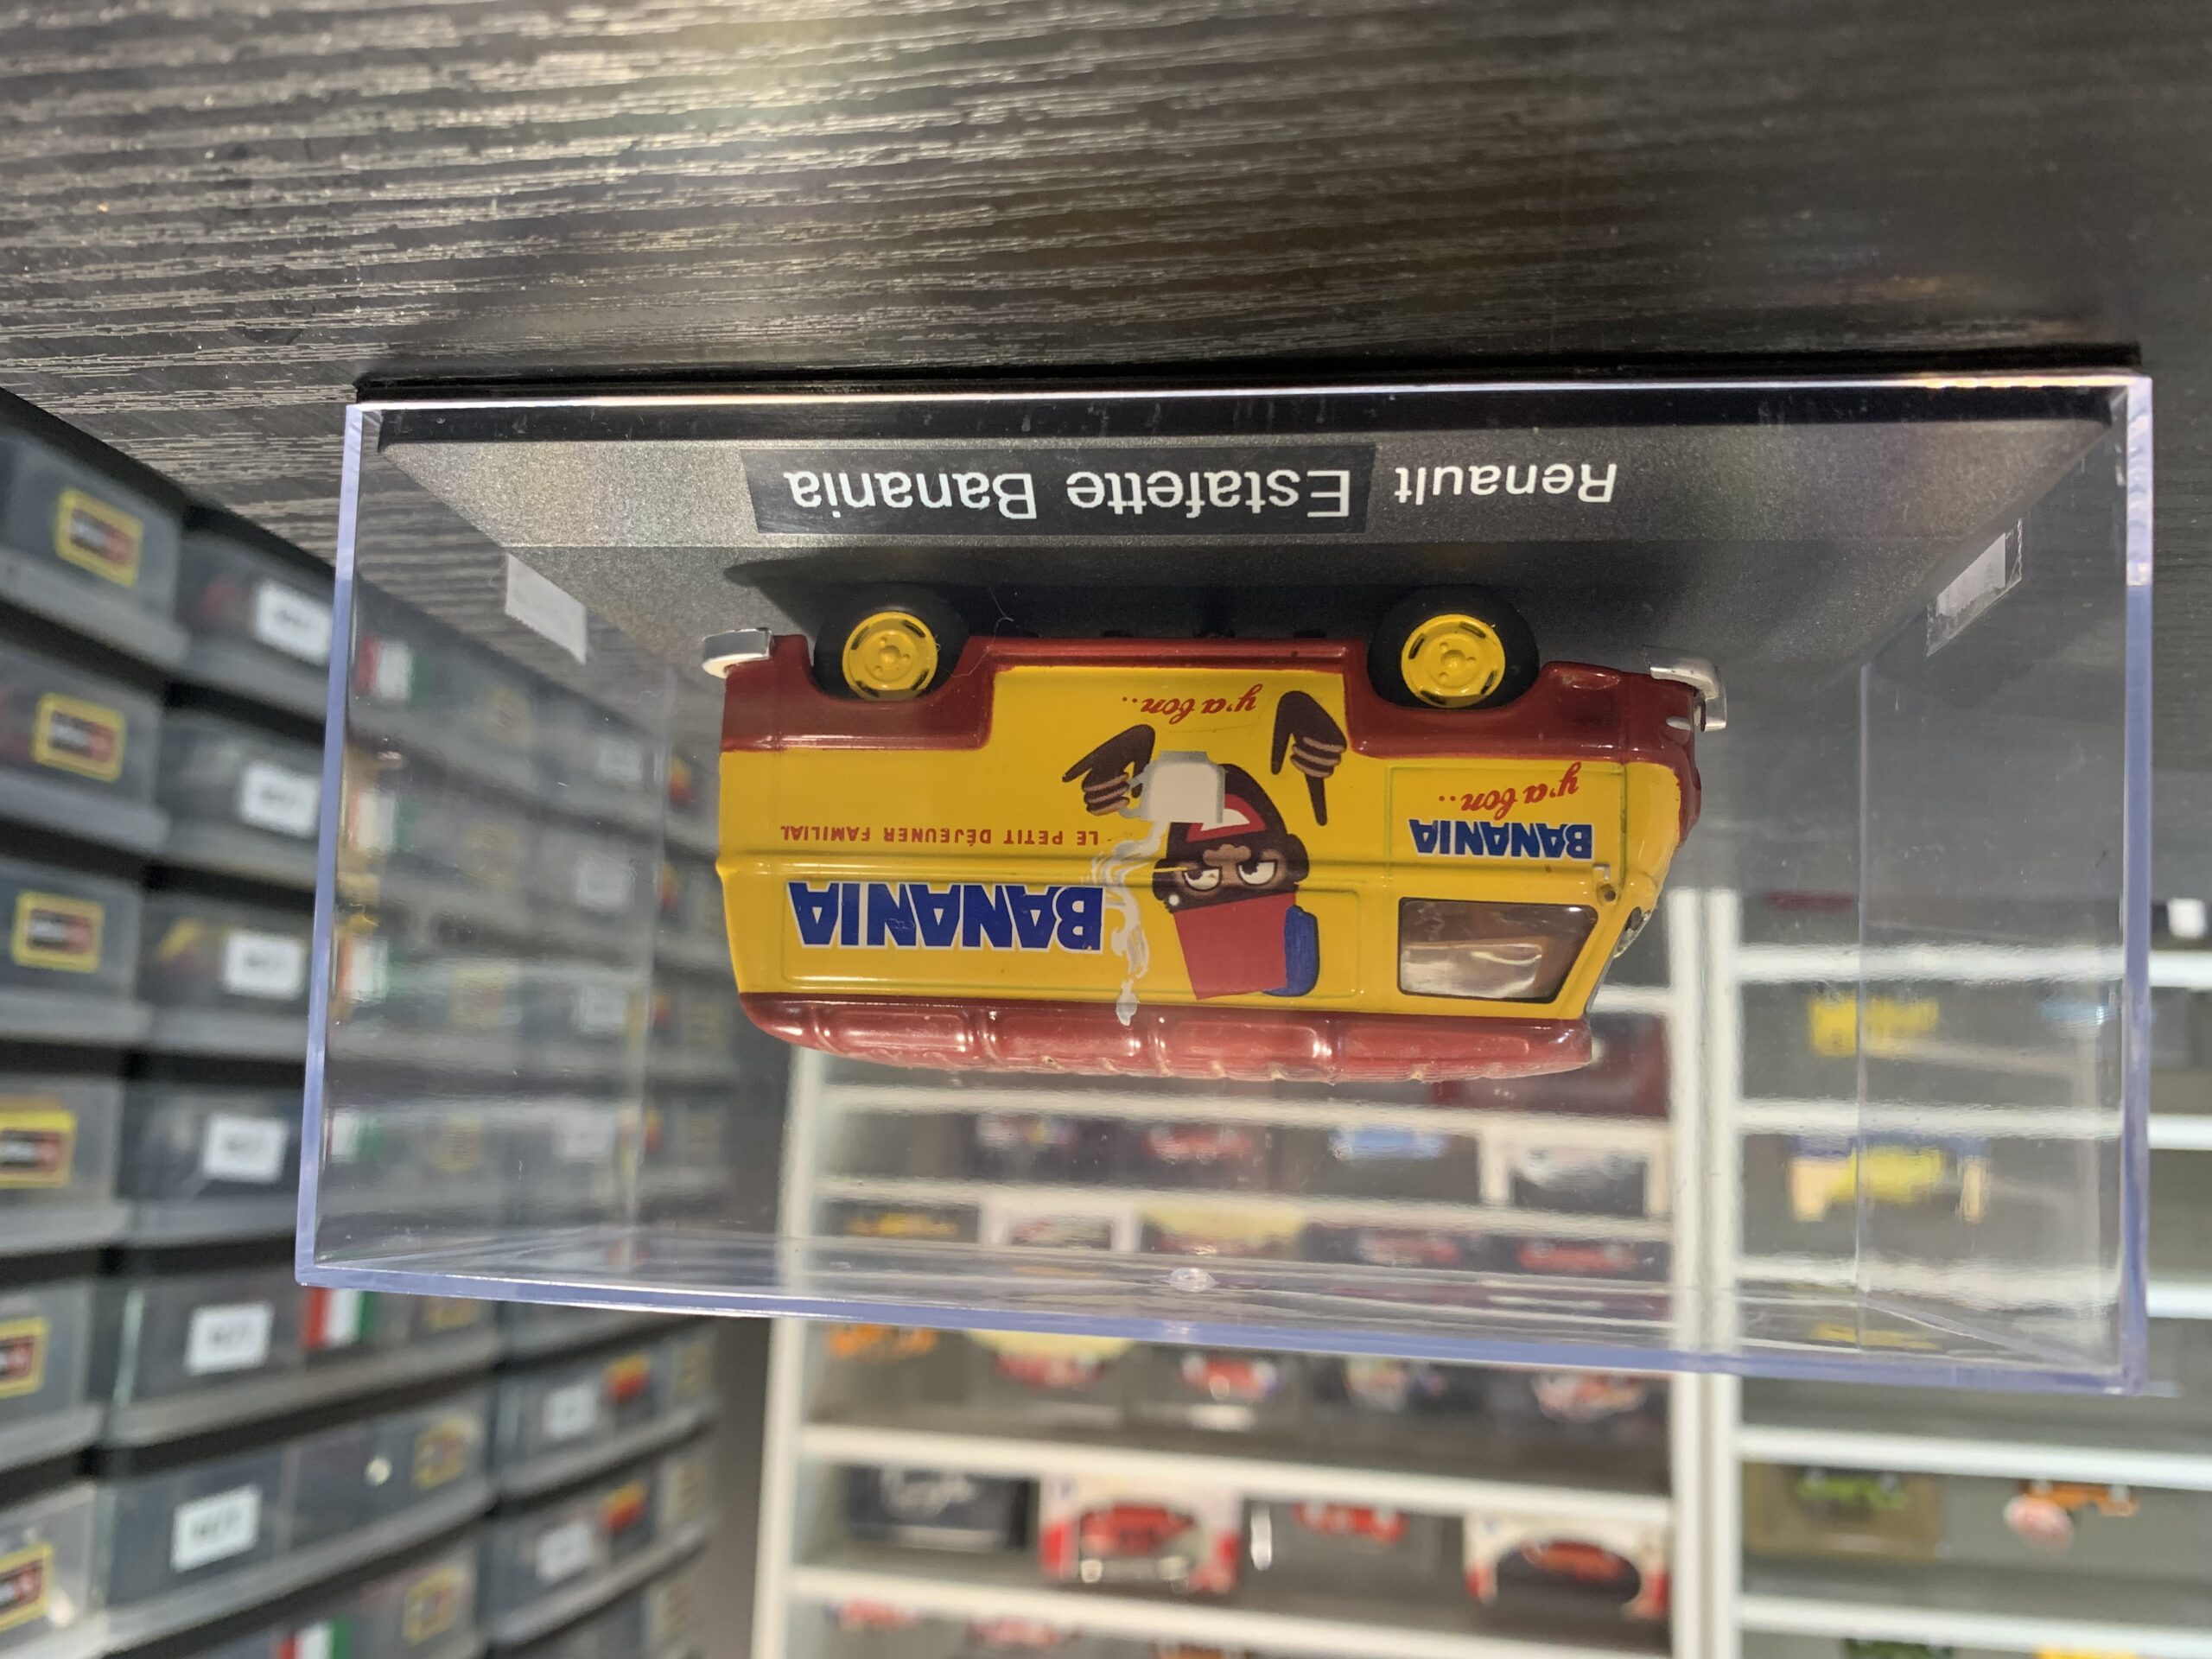 BANANIA
- LE PETIT DÉJEUNER FAMILIAL
y'a bon..
BANANIA
y'a bon..
Renault Estafette Banania